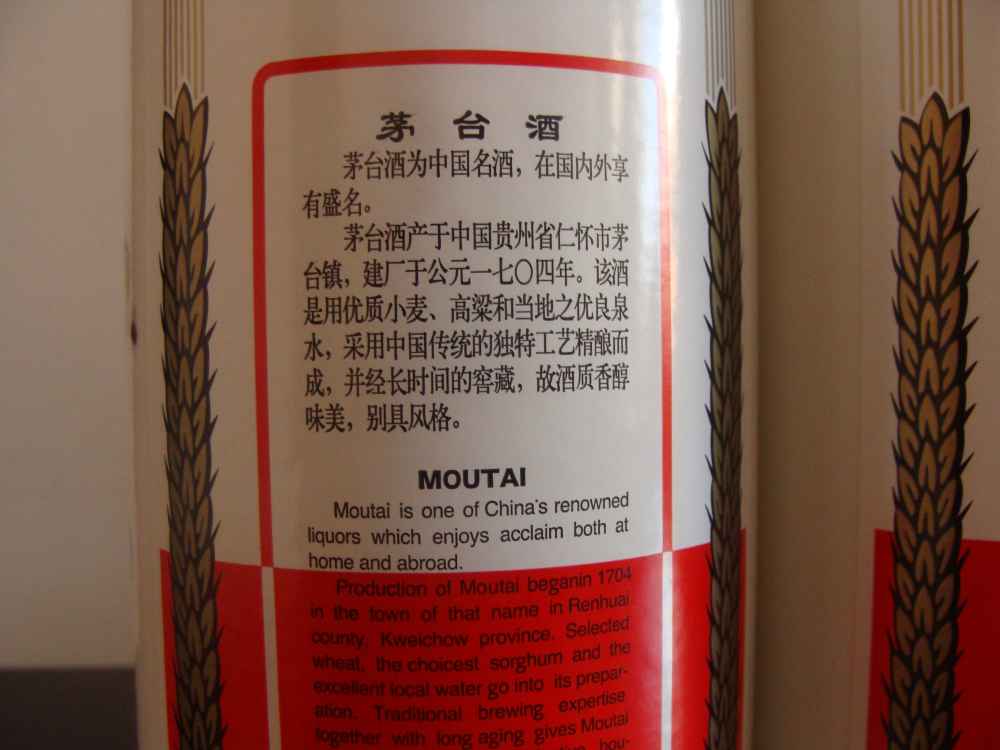 茅台酒
茅台酒为中国名酒，在国内外享
有盛名。
茅台酒产于中国贵州省仁怀市茅
台镇，建厂于公元一七〇四年。该酒
是用优质小麦、高粱和当地之优良泉
水，采用中国传统的独特工艺精酿而
成，并经长时间的窖藏，故酒质香醇
味美，别具风格。
MOUTAI
Moutai is one of China's renowned
liquors which enjoys acclaim both at
home and abroad.
Production of Moutai beganin 1704
in the town of that name in Renhuai
county, Kweichow province. Selected
wheat, the choicest sorghum and the
excellent local water go into its prepar-
ation. Traditional brewing expertise
together with long aging gives Moutai
bou-